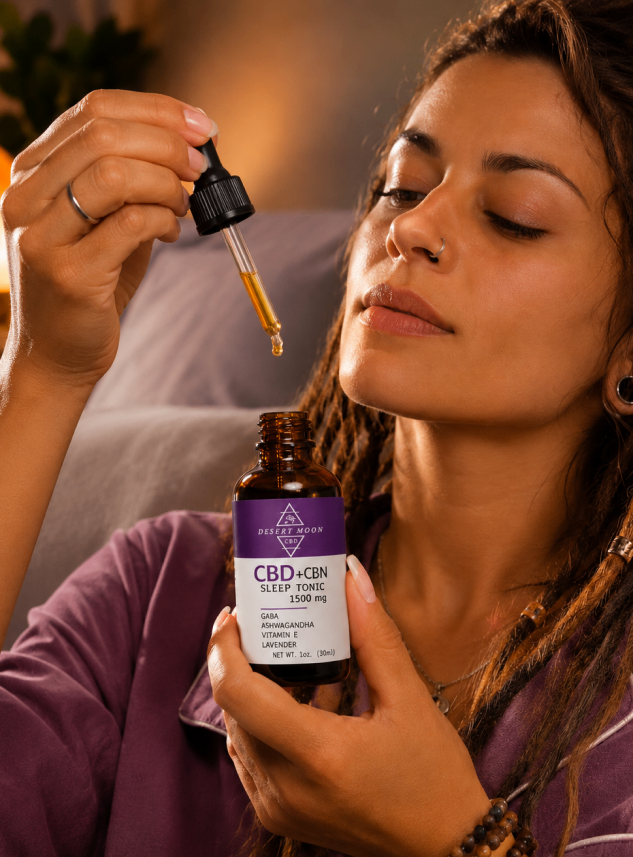 DESERT MOON
CBD
CBD+CBN
SLEEP TONIC
1500 mg
GABA
ASHWAGANDHA
VITAMIN E
LAVENDER
NET WT. 1oz. (30ml)